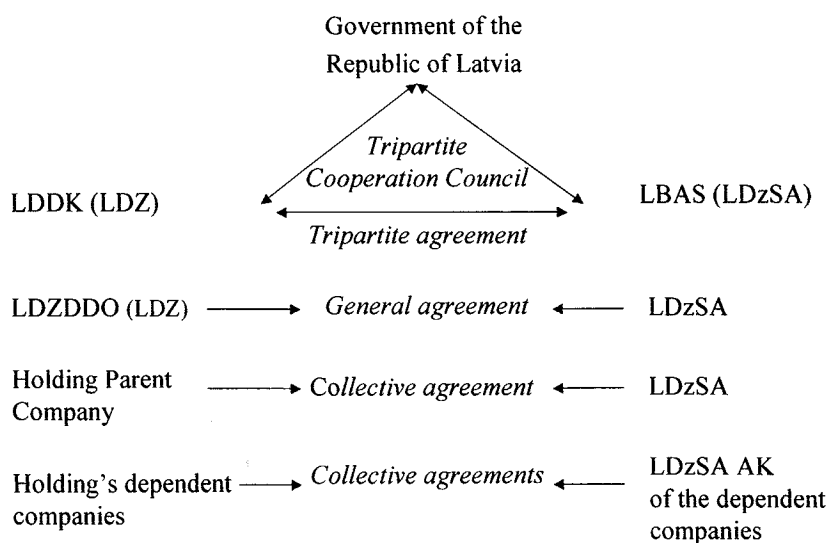 Government of the
Republic of Latvia
Tripartite
Cooperation Council
LDDK (LDZ)
LBAS (LDzSA)
Tripartite agreement
LDZDDO (LDZ)
General agreement
LDzSA
Holding Parent
Company
Collective agreement
LDzSA
Holding's dependent
companies
Collective agreements
LDzSA AK
of the dependent
companies